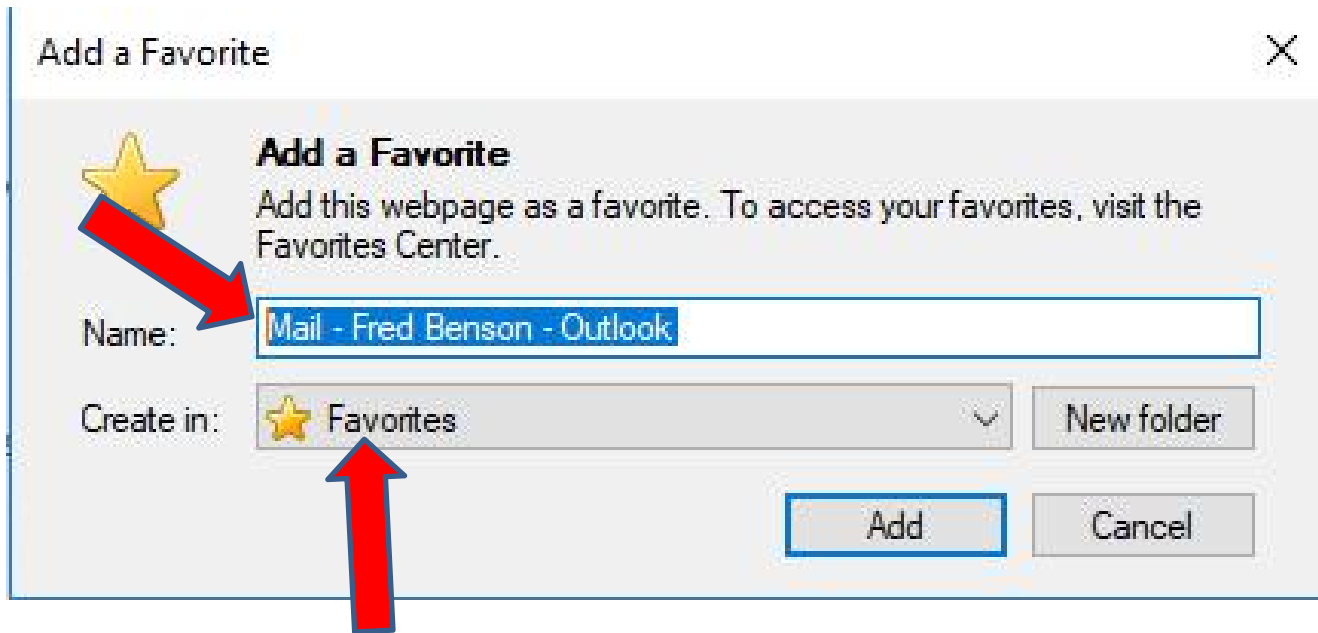 Add a Favorite
Add a Favorite
Add this webpage as a favorite. To access your favorites, visit the
Favorites Center.
Name: Mail - Fred Benson - Outlook
Create in: Favorites New folder
Add Cancel